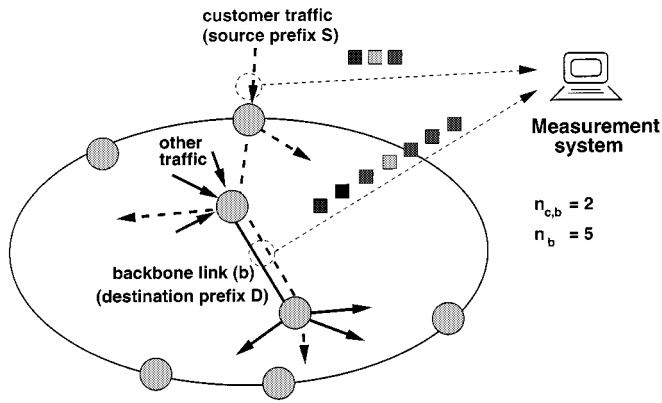 customer traffic
(source prefix S)
other
traffic
Measurement
system
n_{c,b} = 2
n_b = 5
backbone link (b)
(destination prefix D)